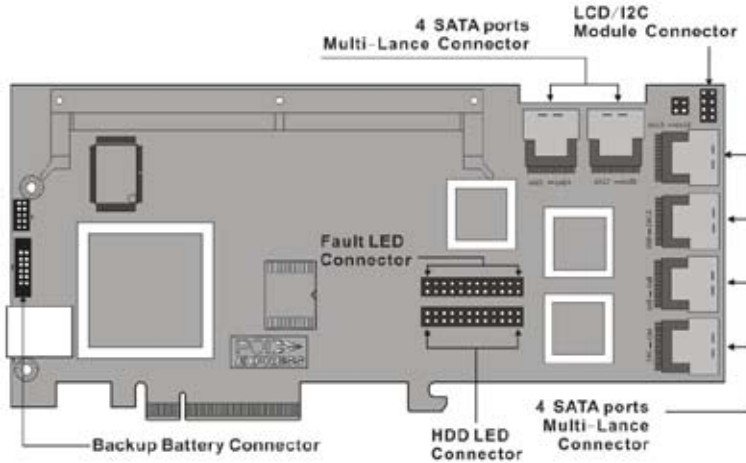 4 SATA ports
Multi-Lance Connector
LCD/I2C
Module Connector
Fault LED
Connector
Backup Battery Connector
HDD LED
Connector
4 SATA ports
Multi-Lance
Connector